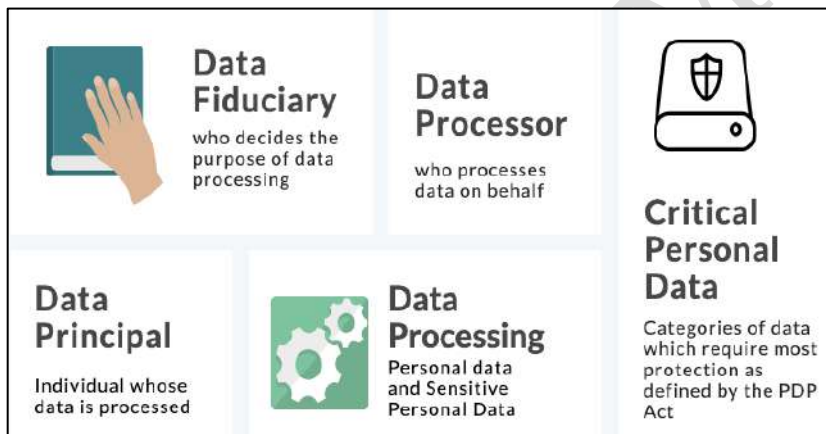 Data
Fiduciary
who decides the
purpose of data
processing
Data
Processor
who processes
data on behalf
Critical
Personal
Data
Categories of data
which require most
protection as
defined by the PDP
Act
Data
Principal
Individual whose
data is processed
Data
Processing
Personal data
and Sensitive
Personal Data